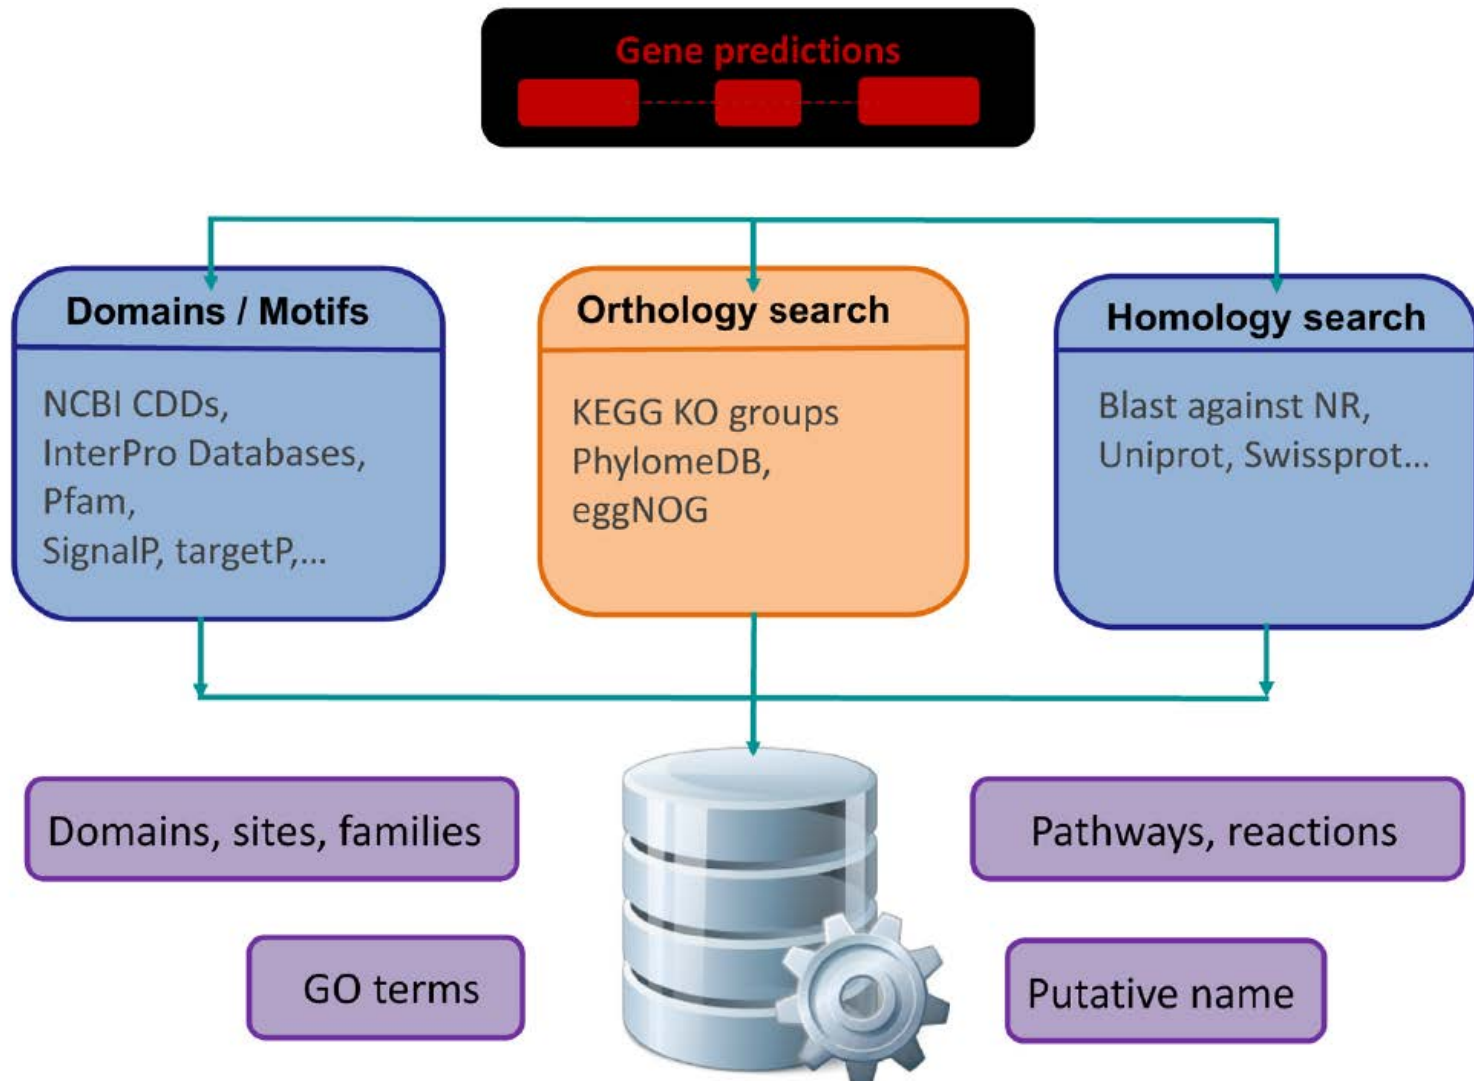 Gene predictions
Domains / Motifs
NCBI CDDs,
InterPro Databases,
Pfam,
SignalP, targetP,...
Orthology search
KEGG KO groups
PhylomeDB,
eggNOG
Homology search
Blast against NR,
Uniprot, Swissprot...
Domains, sites, families
Pathways, reactions
GO terms
Putative name